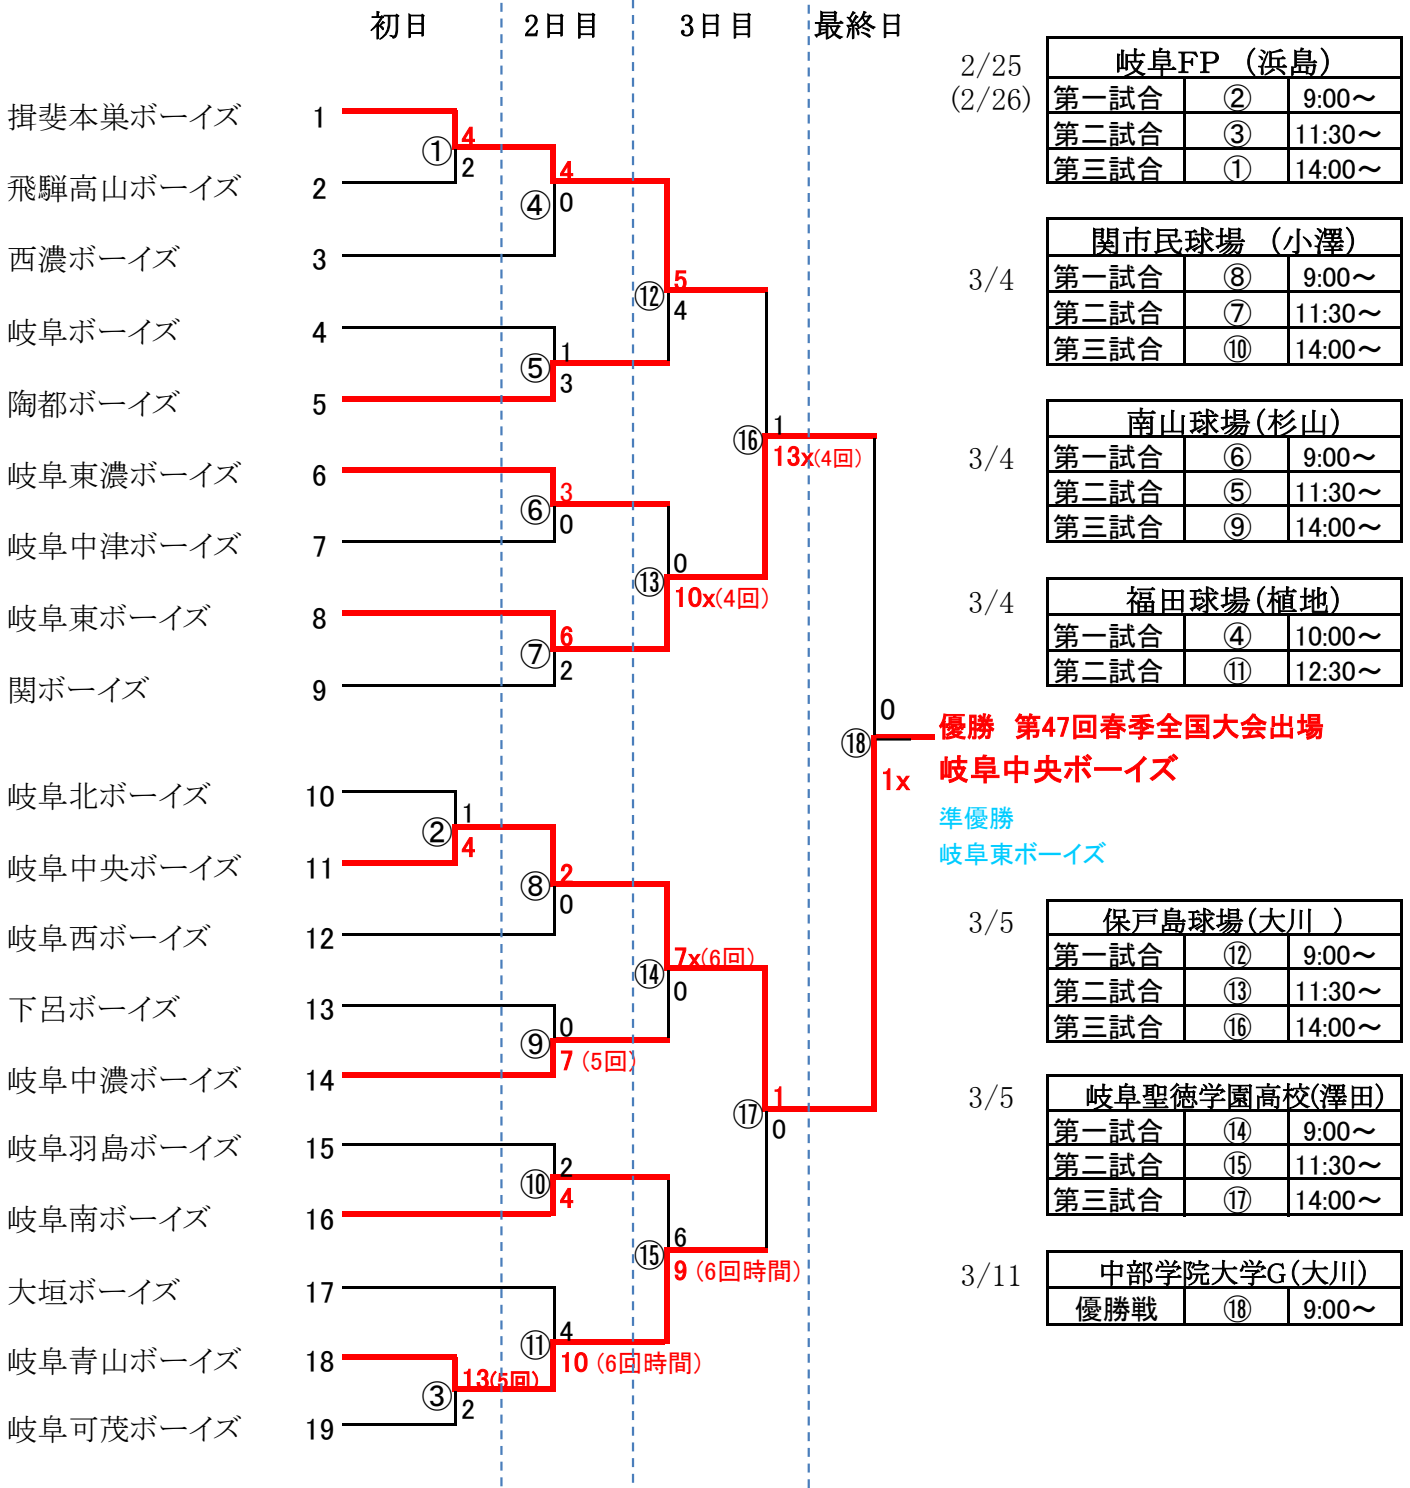 初日 2日目 3日目 最終日
揖斐本巣ボーイズ 1
飛騨高山ボーイズ 2
西濃ボーイズ 3
岐阜ボーイズ 4
陶都ボーイズ 5
岐阜東濃ボーイズ 6
岐阜中津ボーイズ 7
岐阜東ボーイズ 8
関ボーイズ 9
岐阜北ボーイズ 10
岐阜中央ボーイズ 11
岐阜西ボーイズ 12
下呂ボーイズ 13
岐阜中濃ボーイズ 14
岐阜羽島ボーイズ 15
岐阜南ボーイズ 16
大垣ボーイズ 17
岐阜青山ボーイズ 18
岐阜可茂ボーイズ 19
① 4
2
② 1
4
③ 13(5回)
2
④ 4
0
⑤ 1
3
⑥ 3
0
⑦ 6
2
⑧ 2
0
⑨ 0
7 (5回)
⑩ 2
4
⑪ 4
10 (6回時間)
⑫ 5
4
⑬ 0
10x(4回)
⑭ 7x(6回)
0
⑮ 6
9 (6回時間)
⑯ 1
13x(4回)
⑰ 1
0
⑱ 0
1x
優勝 第47回春季全国大会出場
岐阜中央ボーイズ
準優勝
岐阜東ボーイズ
2/25
(2/26)
岐阜FP (浜島)
第一試合 ② 9:00～
第二試合 ③ 11:30～
第三試合 ① 14:00～
3/4
関市民球場 (小澤)
第一試合 ⑧ 9:00～
第二試合 ⑦ 11:30～
第三試合 ⑩ 14:00～
3/4
南山球場(杉山)
第一試合 ⑥ 9:00～
第二試合 ⑤ 11:30～
第三試合 ⑨ 14:00～
3/4
福田球場(植地)
第一試合 ④ 10:00～
第二試合 ⑪ 12:30～
3/5
保戸島球場(大川 )
第一試合 ⑫ 9:00～
第二試合 ⑬ 11:30～
第三試合 ⑯ 14:00～
3/5
岐阜聖徳学園高校(澤田)
第一試合 ⑭ 9:00～
第二試合 ⑮ 11:30～
第三試合 ⑰ 14:00～
3/11
中部学院大学G(大川)
優勝戦 ⑱ 9:00～